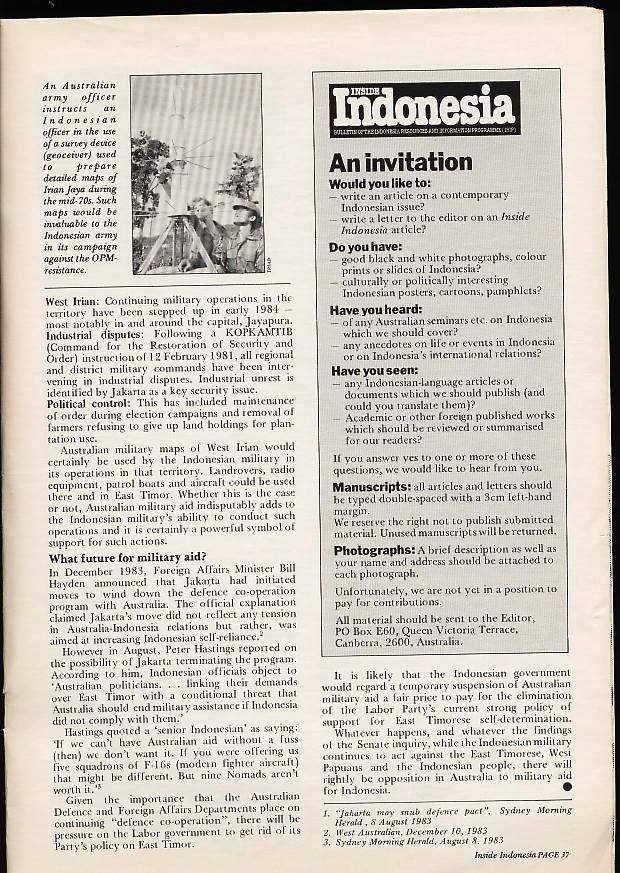 An Australian
army officer
instructs an
Indonesian
officer in the use
of a survey device
(geoceiver) used
to prepare
detailed maps of
Irian Jaya during
the mid-70s. Such
maps would be
invaluable to the
Indonesian army
in its campaign
against the OPM-
resistance.
West Irian: Continuing military operations in the
territory have been stepped up in early 1984 —
most notably in and around the capital, Jayapura.
Industrial disputes: Following a KOPKAMTIB
(Command for the Restoration of Security and
Order) instruction of 12 February 1981, all regional
and district military commands have been inter-
vening in industrial disputes. Industrial unrest is
identified by Jakarta as a key security issue.
Political control: This has included maintenance
of order during election campaigns and removal of
farmers refusing to give up land holdings for plan-
tation use.
Australian military maps of West Irian would
certainly be used by the Indonesian military in
its operations in that territory. Landrovers, radio
equipment, patrol boats and aircraft could be used
there and in East Timor. Whether this is the case
or not, Australian military aid indisputably adds to
the Indonesian military's ability to conduct such
operations and it is certainly a powerful symbol of
support for such actions.
What future for military aid?
In December 1983, Foreign Affairs Minister Bill
Hayden announced that Jakarta had initiated
moves to wind down the defence co-operation
program with Australia. The official explanation
claimed Jakarta's move did not reflect any tension
in Australia-Indonesia relations but rather, was
aimed at increasing Indonesian self-reliance.2
However in August, Peter Hastings reported on
the possibility of Jakarta terminating the program.
According to him, Indonesian officials object to
'Australian politicians. . . linking their demands
over East Timor with a conditional threat that
Australia should end military assistance if Indonesia
did not comply with them.'
Hastings quoted a 'senior Indonesian' as saying:
'If we can't have Australian aid without a fuss
(then) we don't want it. If you were offering us
five squadrons of F-16s (modern fighter aircraft)
that might be different. But nine Nomads aren't
worth it.'3
Given the importance that the Australian
Defence and Foreign Affairs Departments place on
continuing "defence co-operation", there will be
pressure on the Labor government to get rid of its
Party's policy on East Timor.
INSIDE
Indonesia
BULLETIN OF THE INDONESIA RESOURCES AND INFORMATION PROGRAMME (IRIP)
An invitation
Would you like to:
— write an article on a contemporary
Indonesian issue?
— write a letter to the editor on an Inside
Indonesia article?
Do you have:
— good black and white photographs, colour
prints or slides of Indonesia?
— culturally or politically interesting
Indonesian posters, cartoons, pamphlets?
Have you heard:
— of any Australian seminars etc. on Indonesia
which we should cover?
— any anecdotes on life or events in Indonesia
or on Indonesia's international relations?
Have you seen:
— any Indonesian-language articles or
documents which we should publish (and
could you translate them)?
— Academic or other foreign published works
which should be reviewed or summarised
for our readers?
If you answer yes to one or more of these
questions, we would like to hear from you.
Manuscripts: all articles and letters should
be typed double-spaced with a 3cm left-hand
margin.
We reserve the right not to publish submitted
material. Unused manuscripts will be returned.
Photographs: A brief description as well as
your name and address should be attached to
each photograph.
Unfortunately, we are not yet in a position to
pay for contributions.
All material should be sent to the Editor,
PO Box E60, Queen Victoria Terrace,
Canberra, 2600, Australia.
It is likely that the Indonesian government
would regard a temporary suspension of Australian
military aid a fair price to pay for the elimination
of the Labor Party's current strong policy of
support for East Timorese self-determination.
Whatever happens, and whatever the findings
of the Senate inquiry, while the Indonesian military
continues to act against the East Timorese, West
Papuans and the Indonesian people, there will
rightly be opposition in Australia to military aid
for Indonesia.
1. "Jakarta may snub defence pact", Sydney Morning
Herald, 8 August 1983
2. West Australian, December 10, 1983
3. Sydney Morning Herald, August 8, 1983
Inside Indonesia PAGE 37